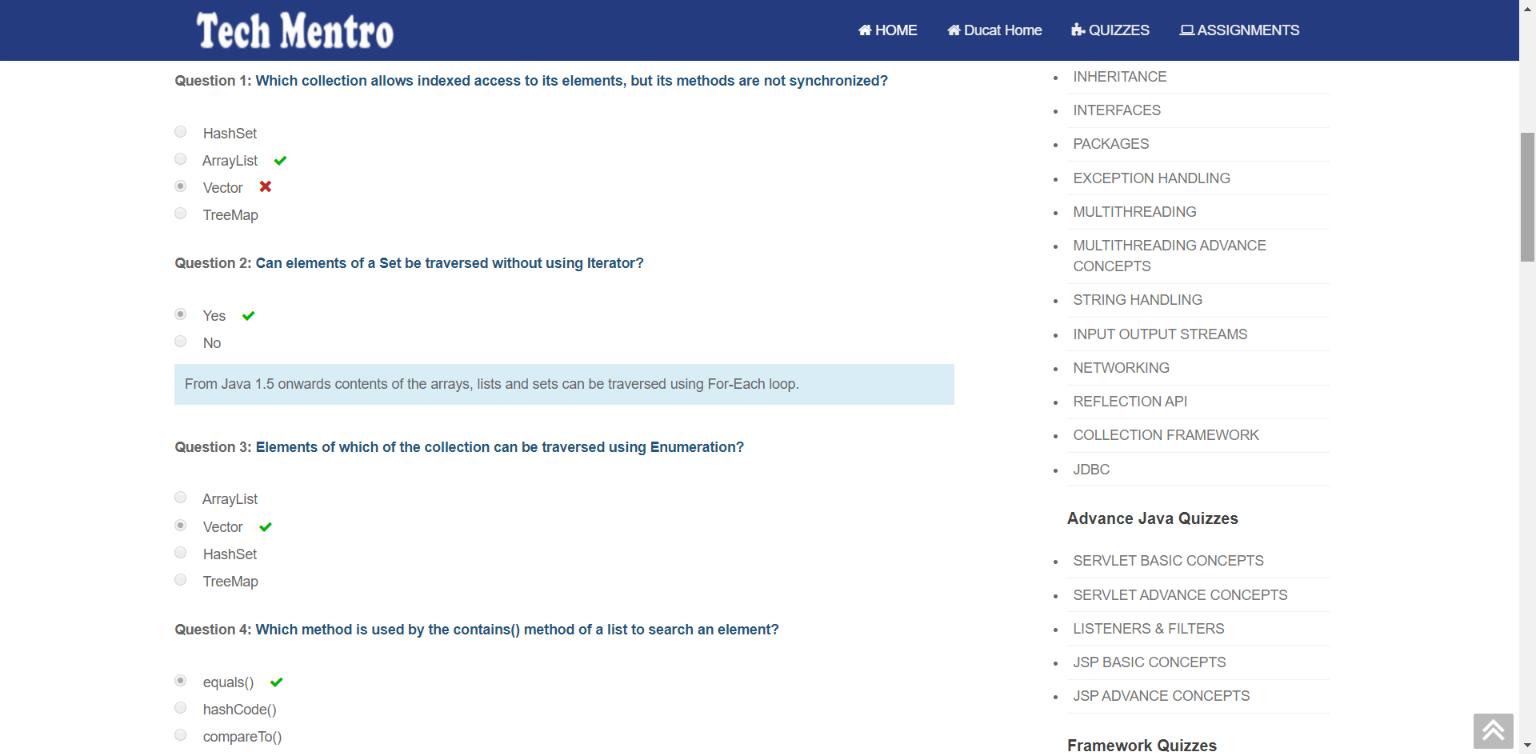 Tech Mentro
HOME
Ducat Home
QUIZZES
ASSIGNMENTS
Question 1: Which collection allows indexed access to its elements, but its methods are not synchronized?
HashSet
ArrayList
Vector
TreeMap
Question 2: Can elements of a Set be traversed without using Iterator?
Yes
No
From Java 1.5 onwards contents of the arrays, lists and sets can be traversed using For-Each loop.
Question 3: Elements of which of the collection can be traversed using Enumeration?
ArrayList
Vector
HashSet
TreeMap
Question 4: Which method is used by the contains() method of a list to search an element?
equals()
hashCode()
compareTo()
INHERITANCE
INTERFACES
PACKAGES
EXCEPTION HANDLING
MULTITHREADING
MULTITHREADING ADVANCE
CONCEPTS
STRING HANDLING
INPUT OUTPUT STREAMS
NETWORKING
REFLECTION API
COLLECTION FRAMEWORK
JDBC
Advance Java Quizzes
SERVLET BASIC CONCEPTS
SERVLET ADVANCE CONCEPTS
LISTENERS & FILTERS
JSP BASIC CONCEPTS
JSP ADVANCE CONCEPTS
Framework Quizzes